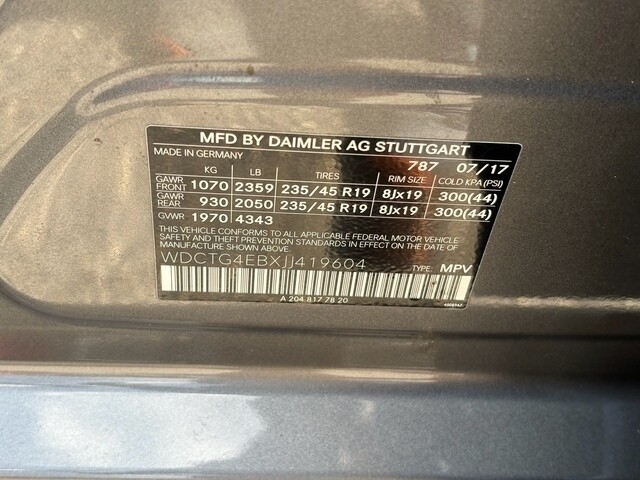 MFD BY DAIMLER AG STUTTGART
MADE IN GERMANY 787 07/17
KG LB TIRES RIM SIZE COLD KPA (PSI)
GAWR FRONT 1070 2359 235/45 R19 8Jx19 300(44)
GAWR REAR 930 2050 235/45 R19 8Jx19 300(44)
GVWR 1970 4343
THIS VEHICLE CONFORMS TO ALL APPLICABLE FEDERAL MOTOR VEHICLE
SAFETY STANDARDS IN EFFECT ON THE DATE OF
MANUFACTURE SHOWN ABOVE.
WDCTG4EBXJJ419604 TYPE: MPV
A 204 817 78 20